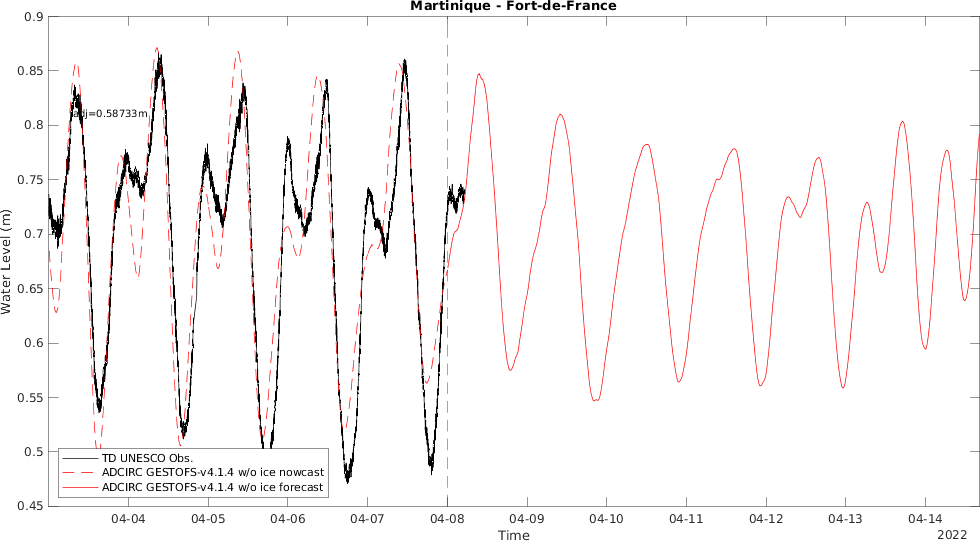 Martinique - Fort-de-France
0.9
0.85
0.8
0.75
0.7
0.65
0.6
0.55
0.5
0.45
Water Level (m)
adj=0.58733m
TD UNESCO Obs.
ADCIRC GESTOFS-v4.1.4 w/o ice nowcast
ADCIRC GESTOFS-v4.1.4 w/o ice forecast
04-04 04-05 04-06 04-07 04-08 04-09 04-10 04-11 04-12 04-13 04-14
Time
2022